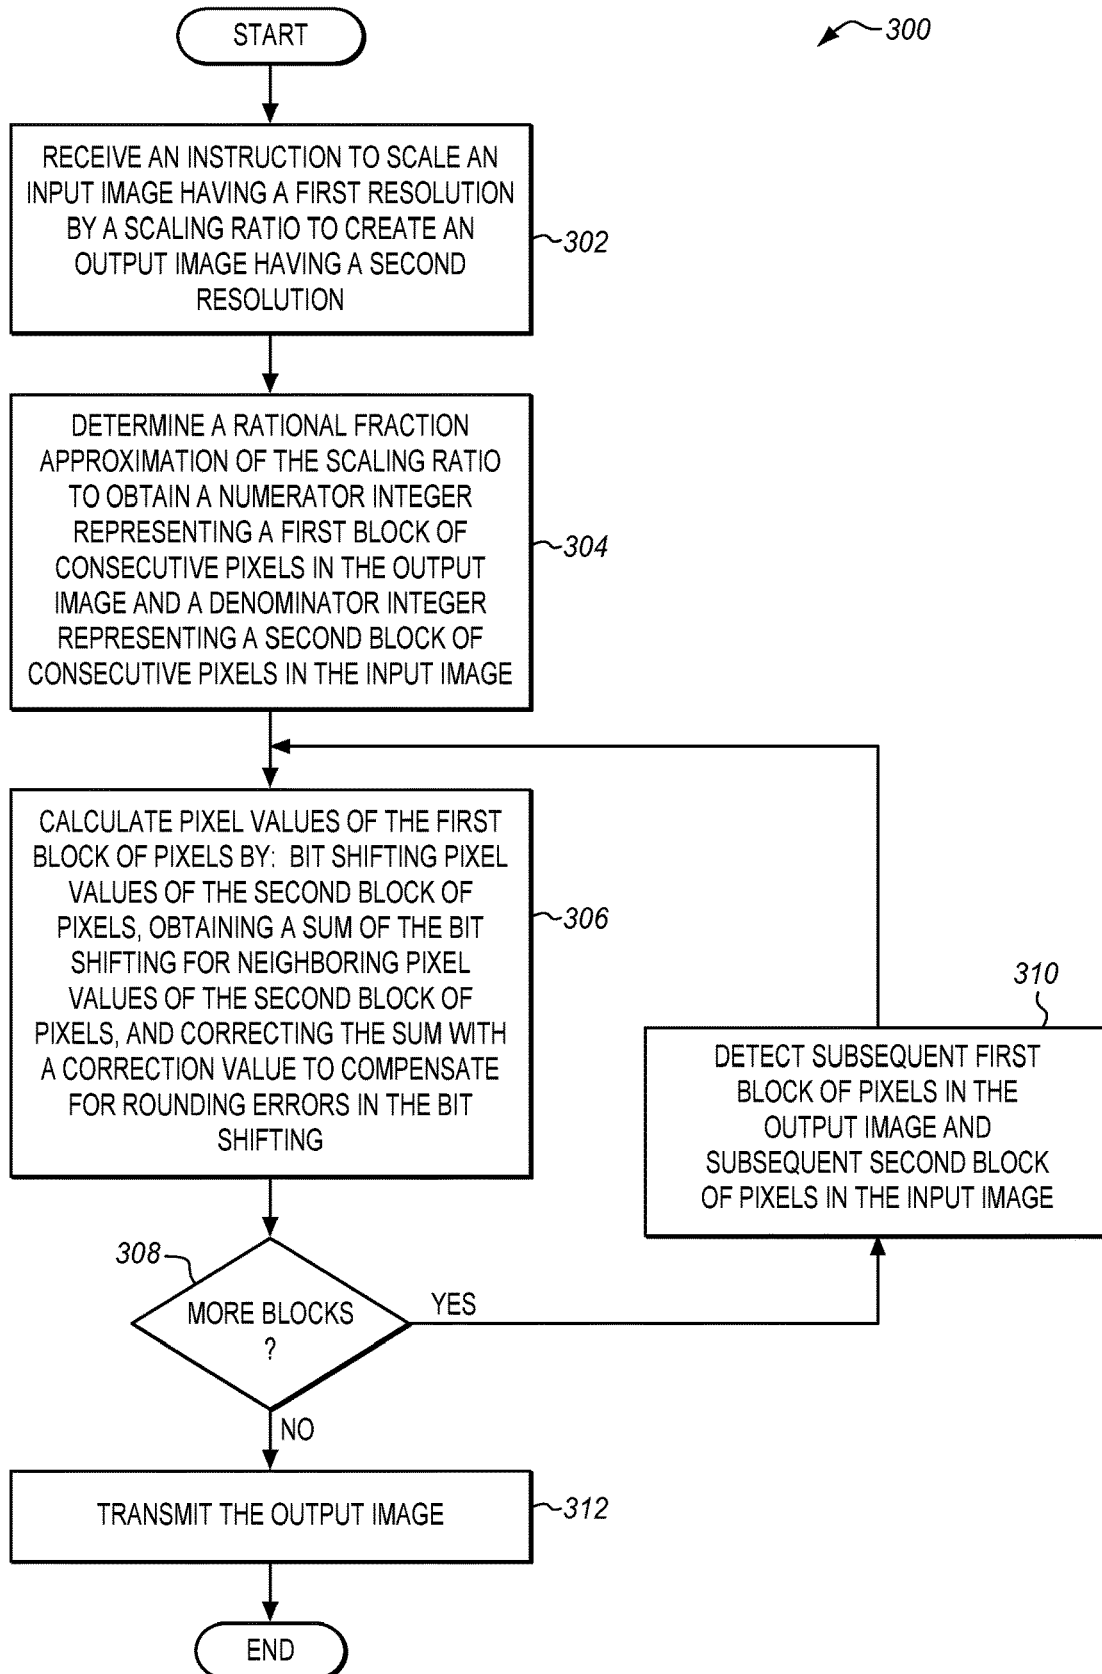 START
300
RECEIVE AN INSTRUCTION TO SCALE AN
INPUT IMAGE HAVING A FIRST RESOLUTION
BY A SCALING RATIO TO CREATE AN
OUTPUT IMAGE HAVING A SECOND
RESOLUTION
302
DETERMINE A RATIONAL FRACTION
APPROXIMATION OF THE SCALING RATIO
TO OBTAIN A NUMERATOR INTEGER
REPRESENTING A FIRST BLOCK OF
CONSECUTIVE PIXELS IN THE OUTPUT
IMAGE AND A DENOMINATOR INTEGER
REPRESENTING A SECOND BLOCK OF
CONSECUTIVE PIXELS IN THE INPUT IMAGE
304
CALCULATE PIXEL VALUES OF THE FIRST
BLOCK OF PIXELS BY: BIT SHIFTING PIXEL
VALUES OF THE SECOND BLOCK OF
PIXELS, OBTAINING A SUM OF THE BIT
SHIFTING FOR NEIGHBORING PIXEL
VALUES OF THE SECOND BLOCK OF
PIXELS, AND CORRECTING THE SUM WITH
A CORRECTION VALUE TO COMPENSATE
FOR ROUNDING ERRORS IN THE BIT
SHIFTING
306
310
DETECT SUBSEQUENT FIRST
BLOCK OF PIXELS IN THE
OUTPUT IMAGE AND
SUBSEQUENT SECOND BLOCK
OF PIXELS IN THE INPUT IMAGE
308
MORE BLOCKS
?
YES
NO
TRANSMIT THE OUTPUT IMAGE
312
END